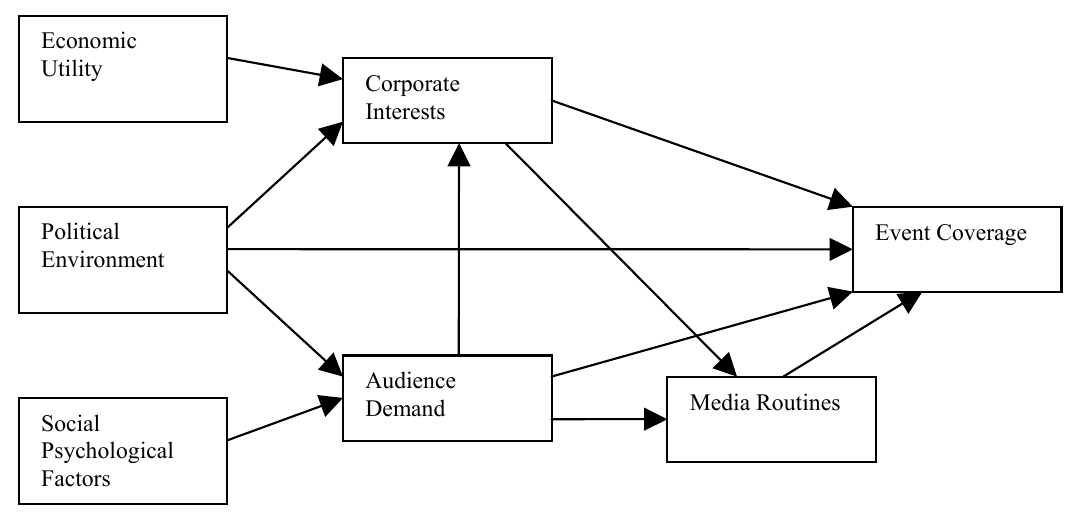 Economic
Utility
Corporate
Interests
Political
Environment
Event Coverage
Audience
Demand
Media Routines
Social
Psychological
Factors